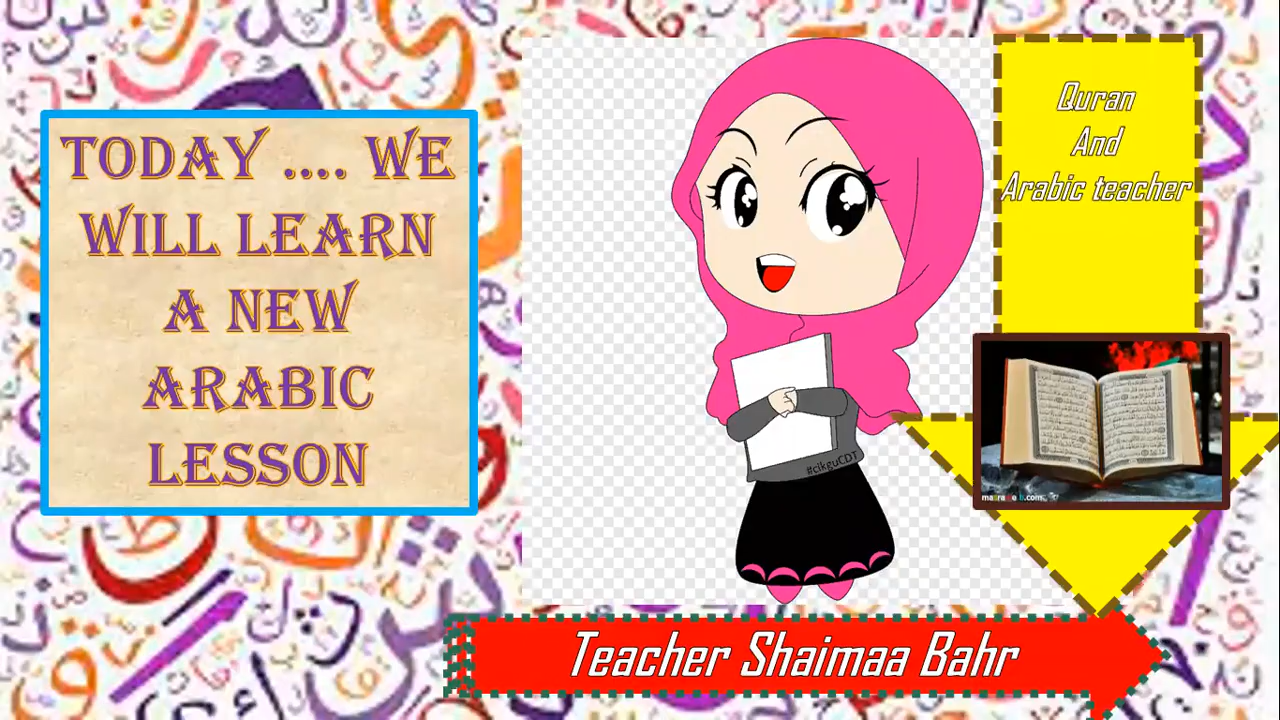 TODAY .... WE
WILL LEARN
A NEW
ARABIC
LESSON
Quran
And
Arabic teacher
#cikguCDT
Teacher Shaimaa Bahr